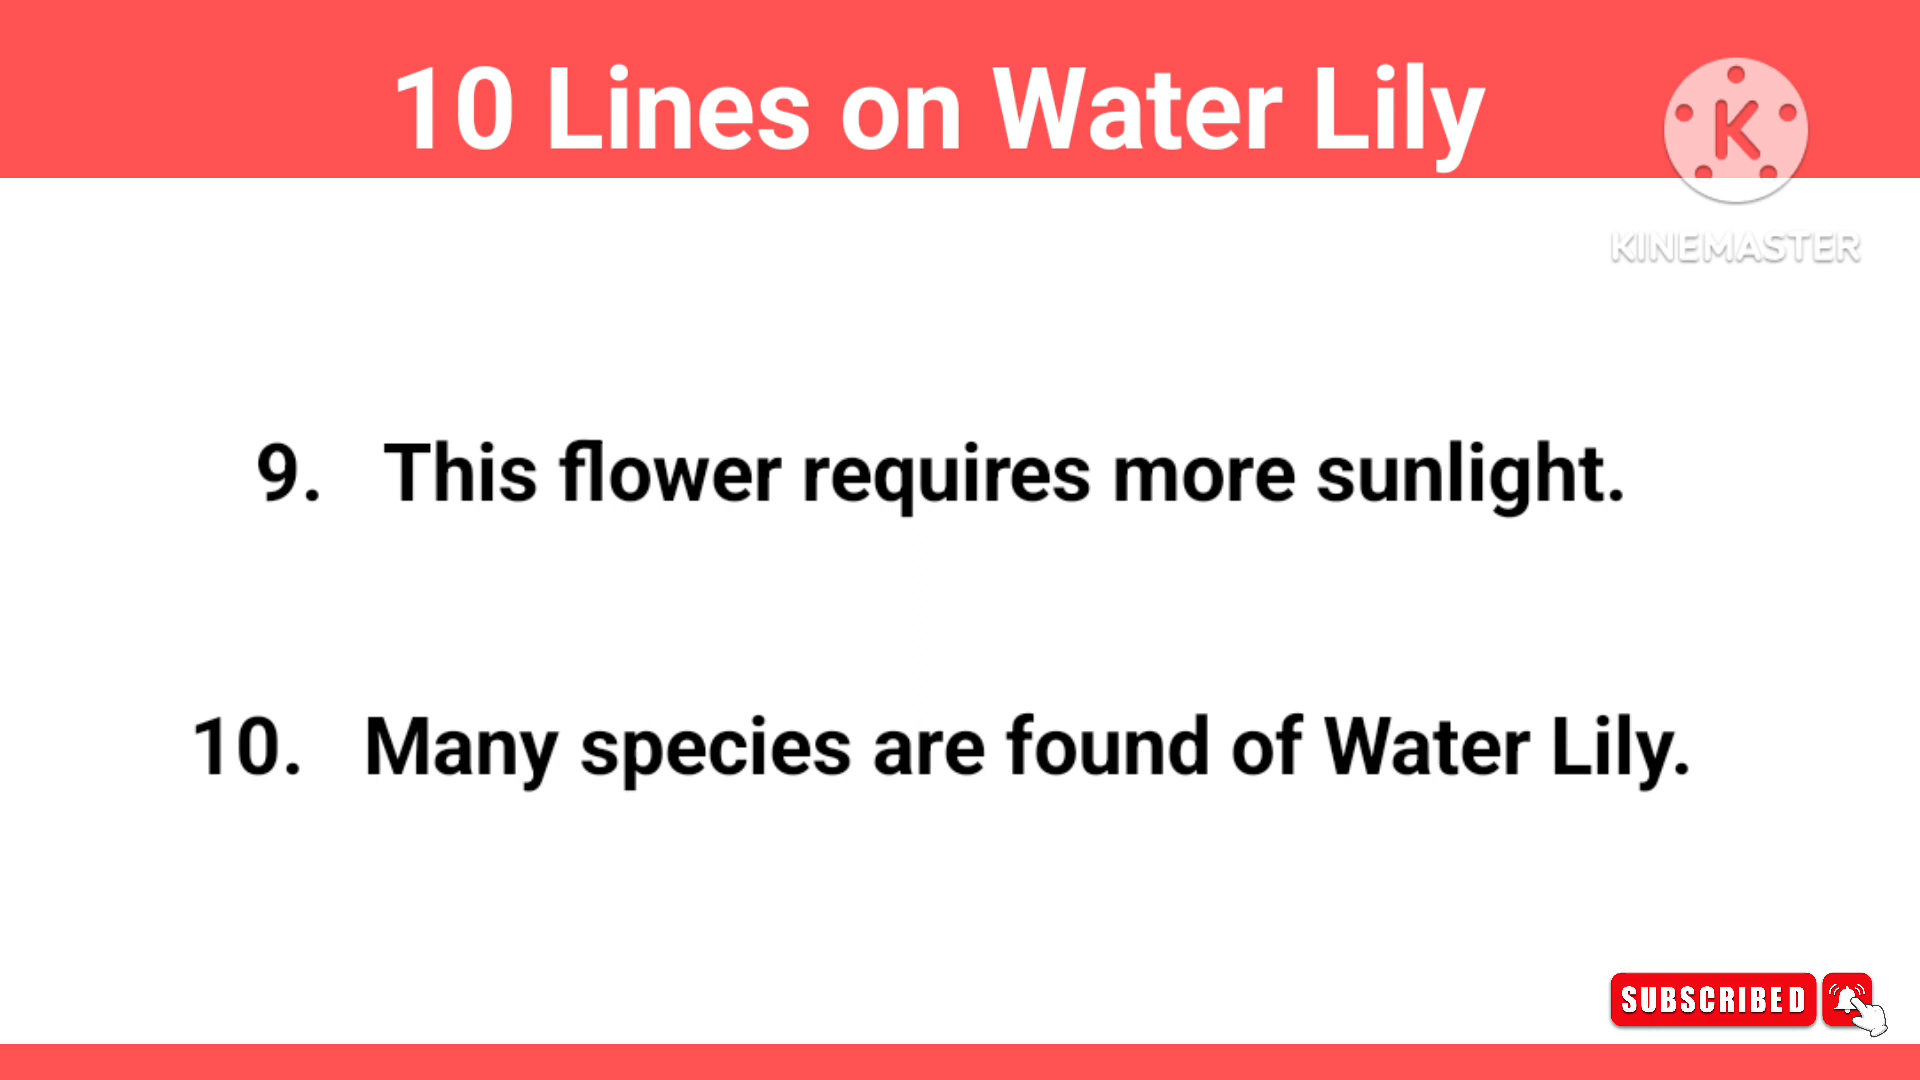 10 Lines on Water Lily
K
KINEMASTER
9. This flower requires more sunlight.
10. Many species are found of Water Lily.
SUBSCRIBED